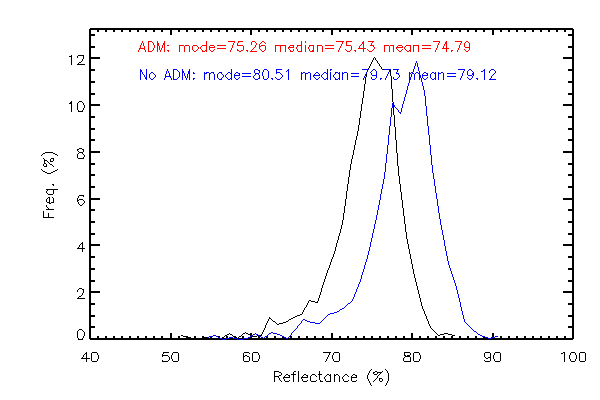 ADM: mode=75.26 median=75.43 mean=74.79
No ADM: mode=80.51 median=79.73 mean=79.12
12
10
8
6
4
2
0
Freq. (%)
40 50 60 70 80 90 100
Reflectance (%)